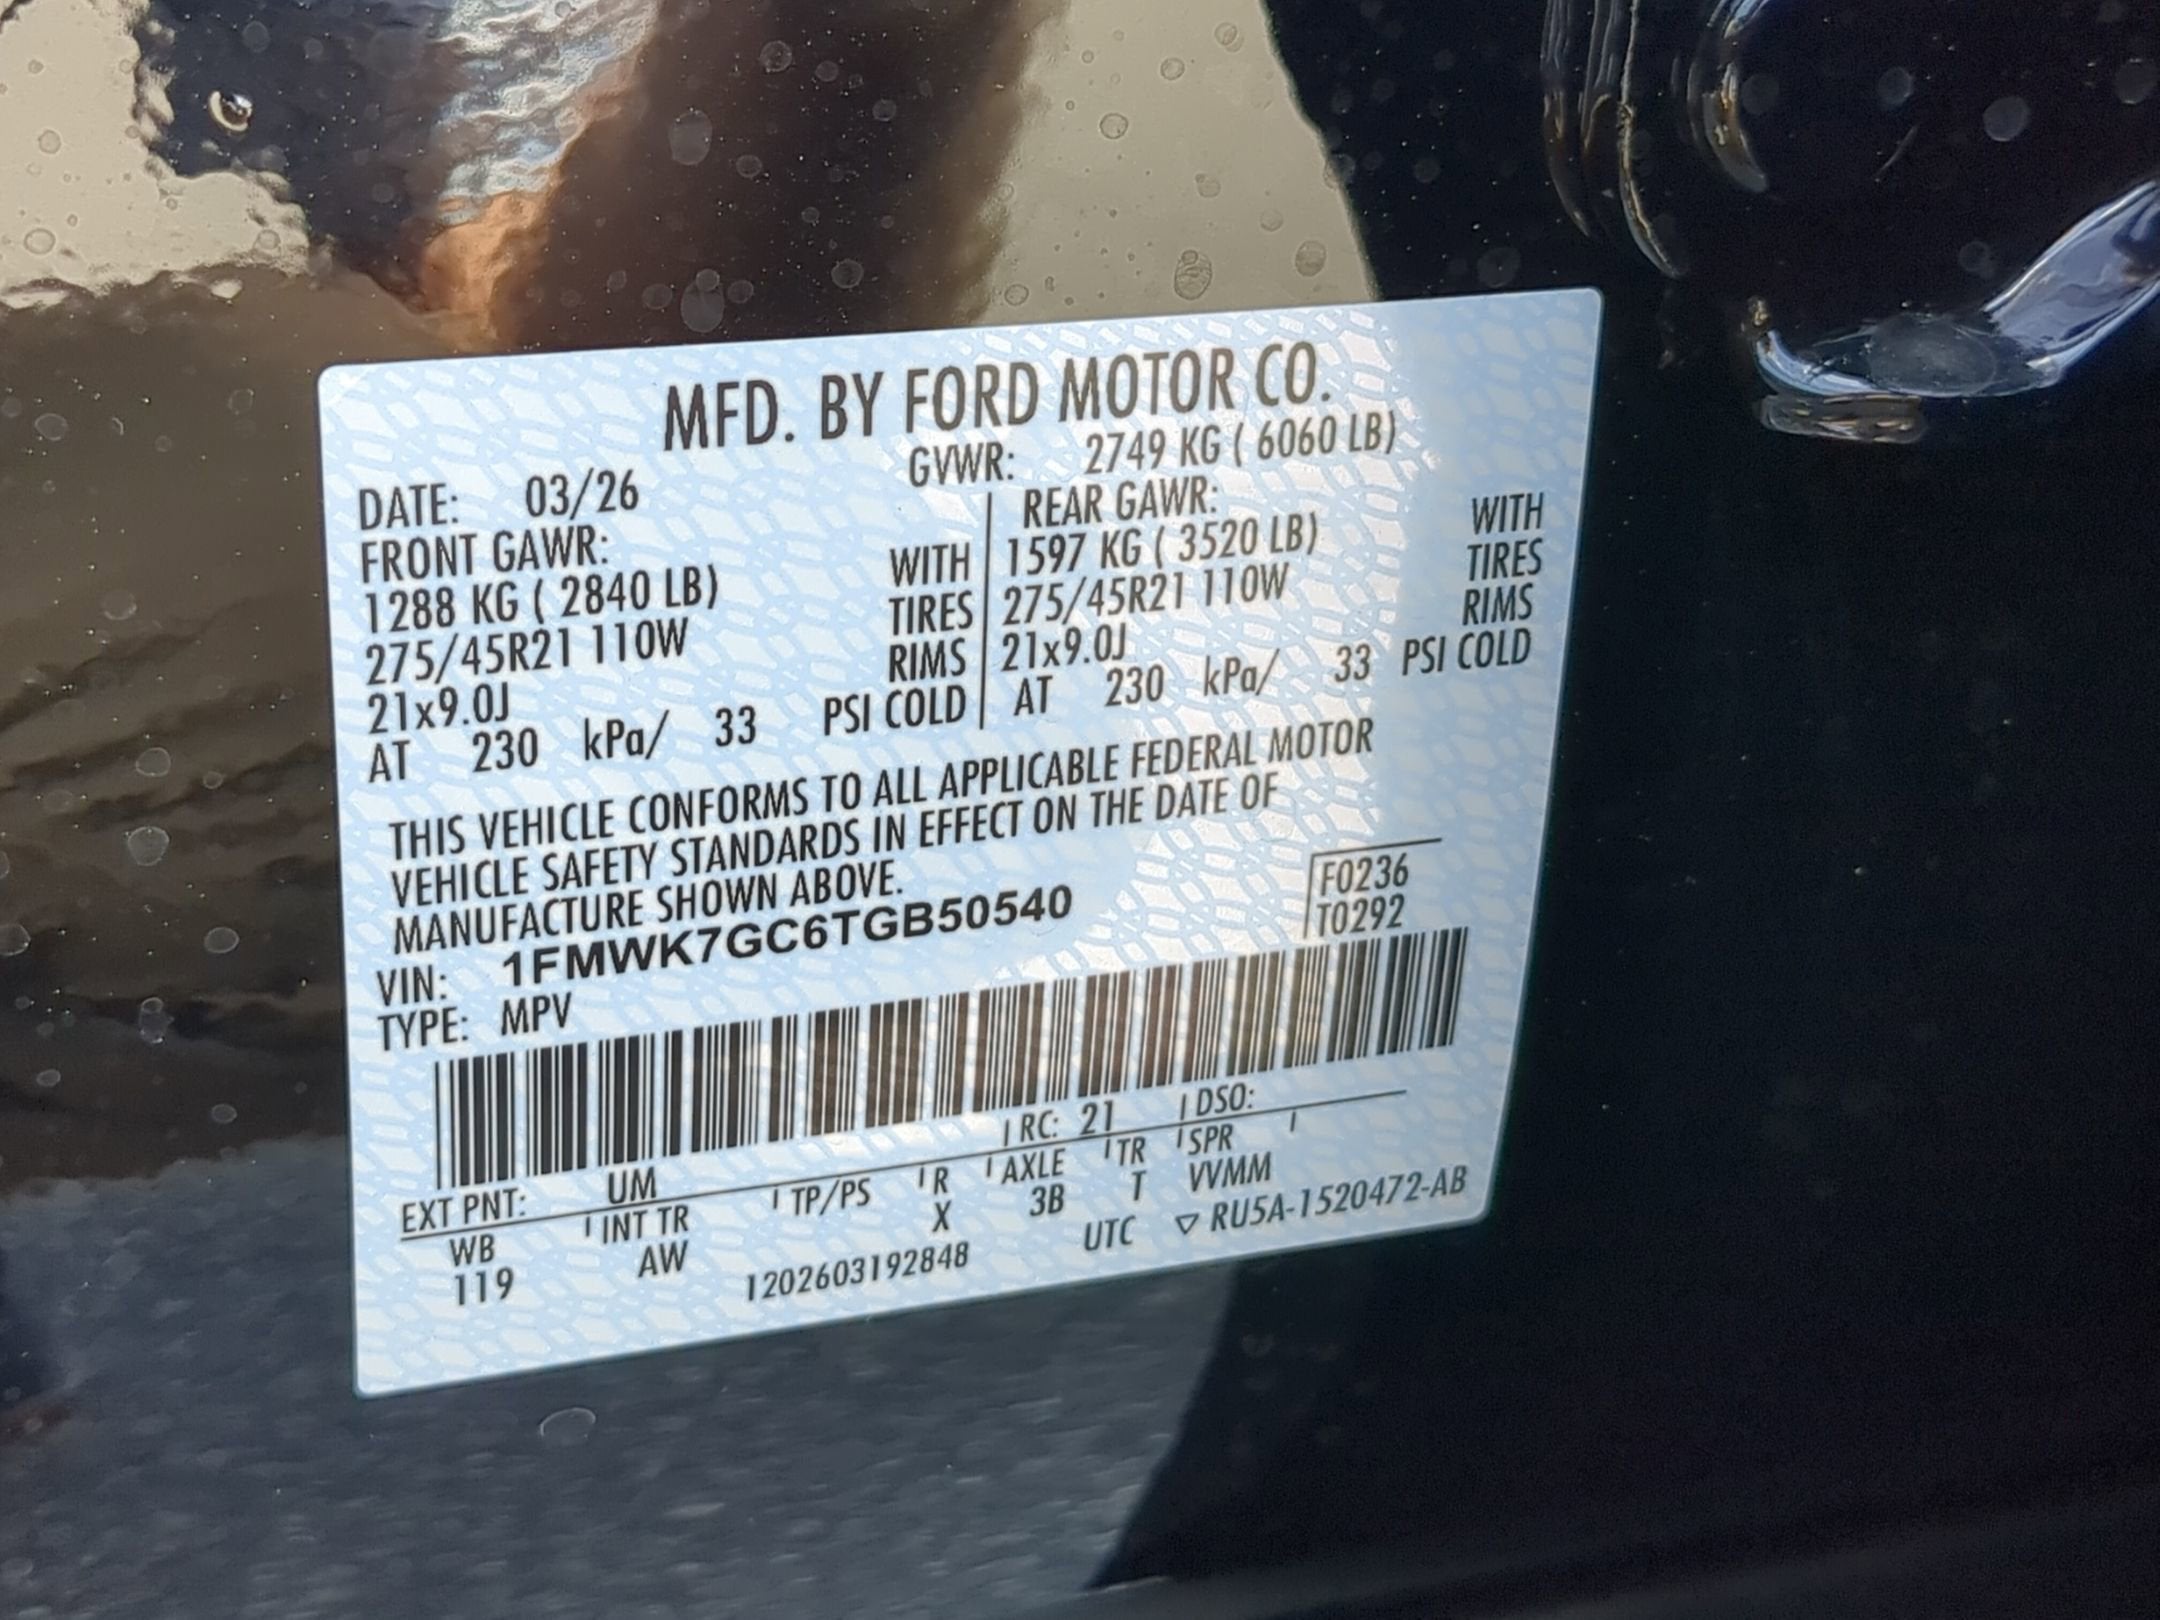 MFD. BY FORD MOTOR CO.
DATE: 03/26 GVWR: 2749 KG ( 6060 LB)
FRONT GAWR: REAR GAWR:
1288 KG ( 2840 LB) WITH 1597 KG ( 3520 LB) WITH
275/45R21 110W TIRES 275/45R21 110W TIRES
21x9.0J RIMS 21x9.0J RIMS
AT 230 kPa/ 33 PSI COLD AT 230 kPa/ 33 PSI COLD
THIS VEHICLE CONFORMS TO ALL APPLICABLE FEDERAL MOTOR
VEHICLE SAFETY STANDARDS IN EFFECT ON THE DATE OF
MANUFACTURE SHOWN ABOVE.
VIN: 1FMWK7GC6TGB50540 F0236
TYPE: MPV T0292
EXT PNT: UM RC: 21 DSO:
WB INT TR TP/PS R AXLE TR SPR
119 AW X 3B T VVMM
1202603192848 UTC ▽ RU5A-1520472-AB